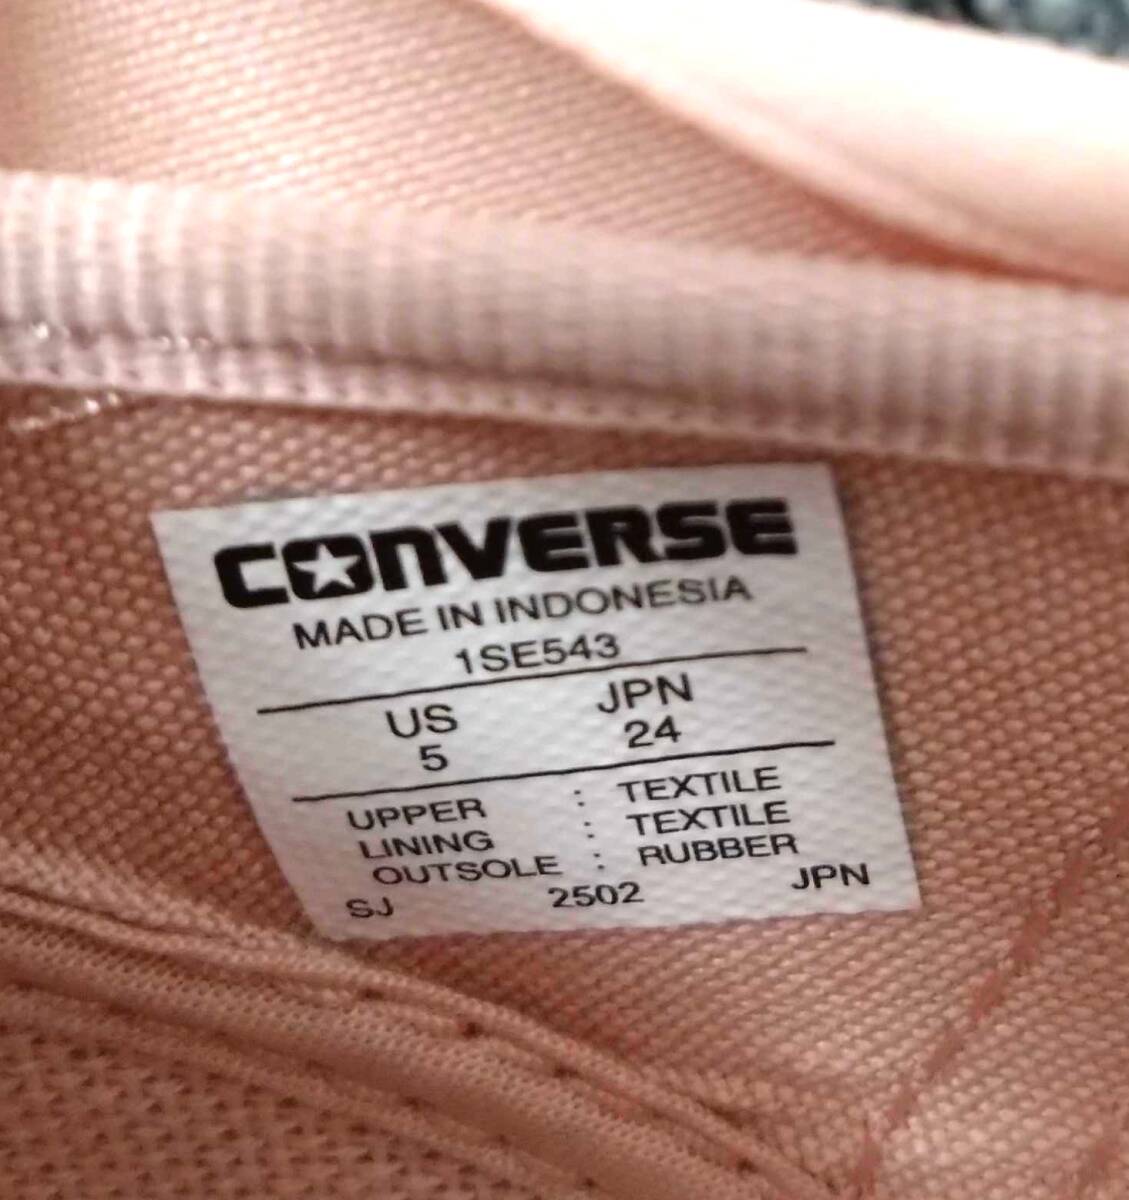 CONVERSE
MADE IN INDONESIA
1SE543
US JPN
5 24
UPPER : TEXTILE
LINING : TEXTILE
OUTSOLE : RUBBER
SJ 2502 JPN